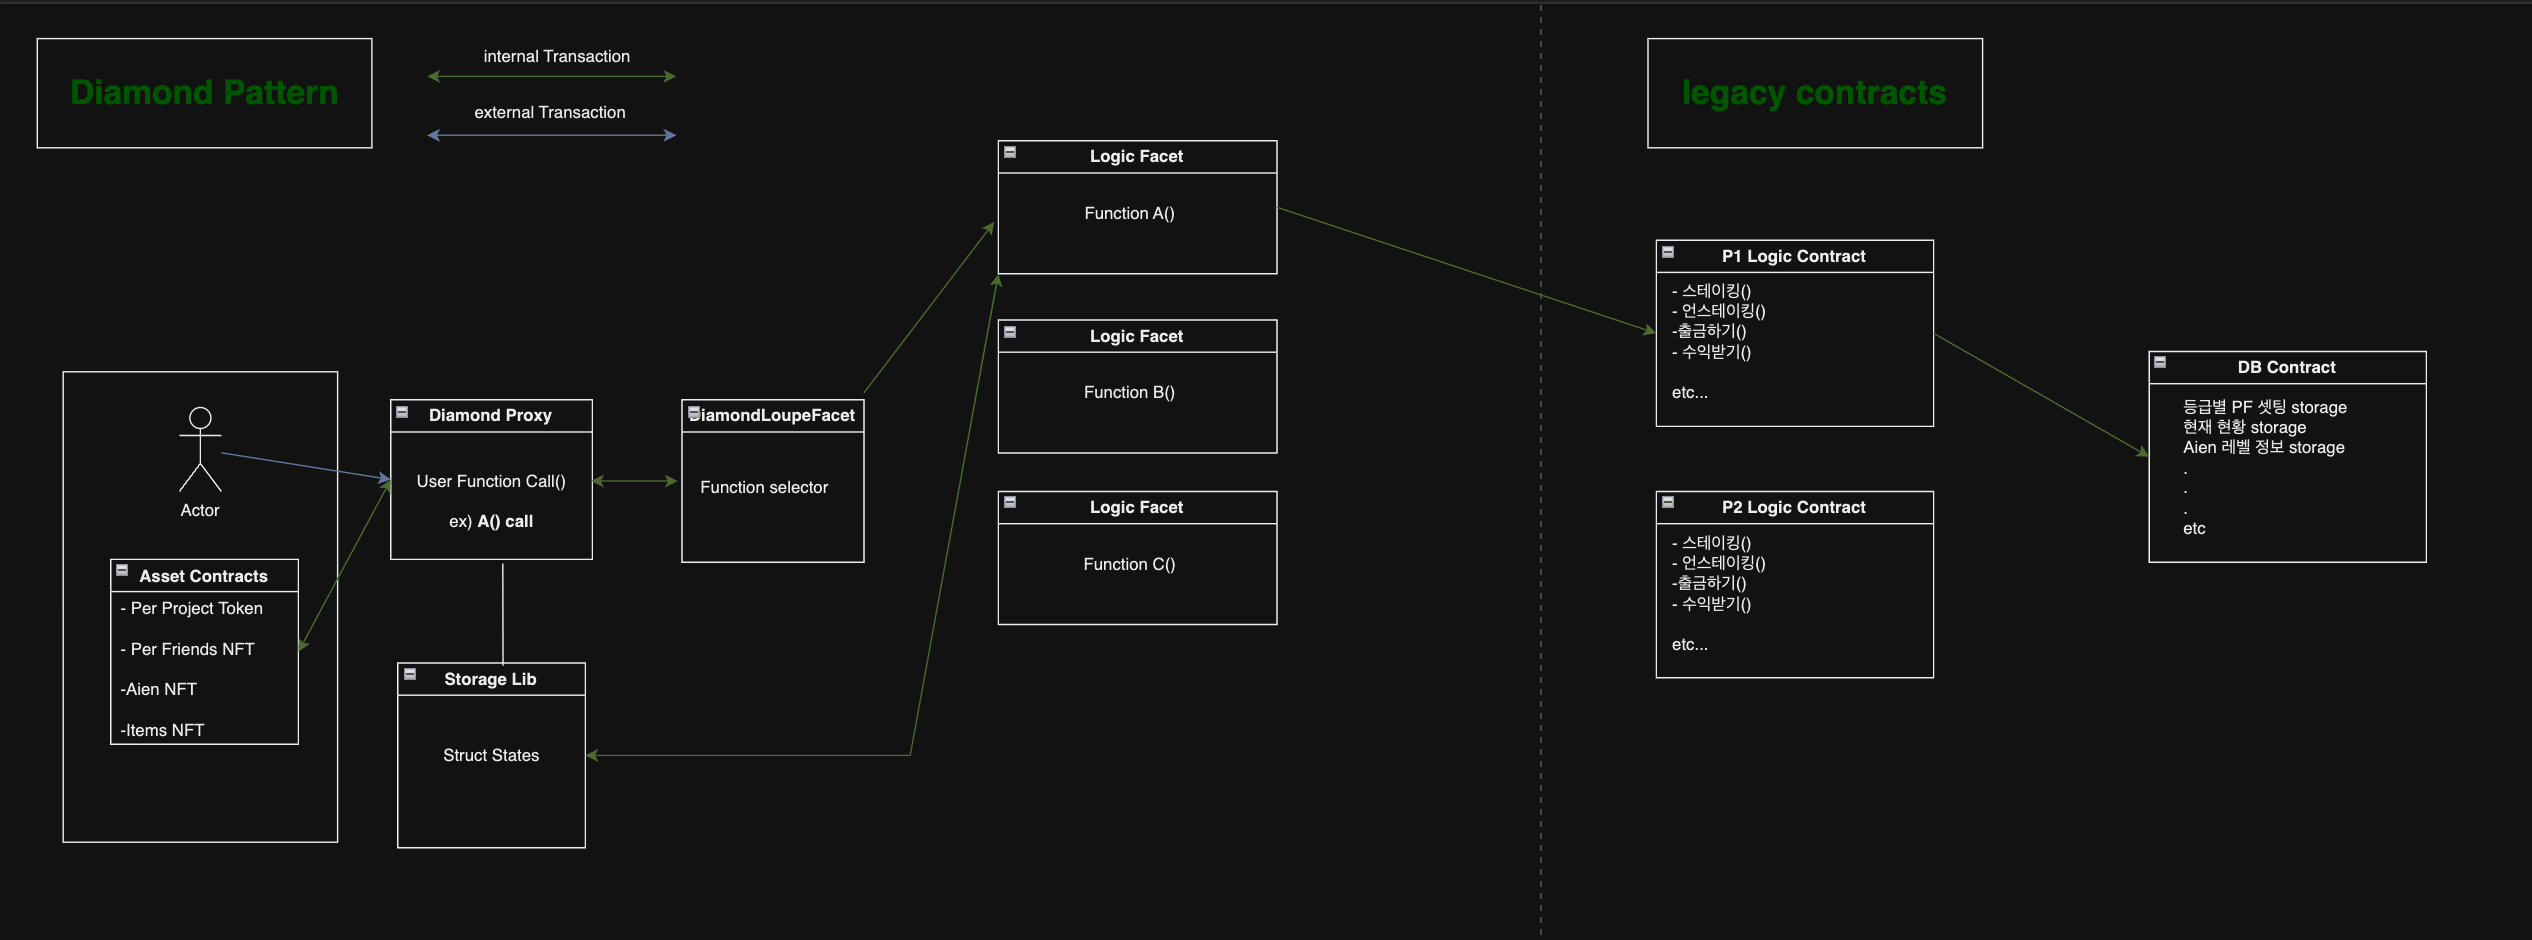 Diamond Pattern
internal Transaction
external Transaction
legacy contracts
Logic Facet
Function A()
P1 Logic Contract
- 스테이킹()
- 언스테이킹()
-출금하기()
- 수익받기()
etc...
Logic Facet
Function B()
DB Contract
등급별 PF 셋팅 storage
현재 현황 storage
Aien 레벨 정보 storage
.
.
.
etc
Actor
Diamond Proxy
User Function Call()
ex) A() call
DiamondLoupeFacet
Function selector
Logic Facet
Function C()
P2 Logic Contract
- 스테이킹()
- 언스테이킹()
-출금하기()
- 수익받기()
etc...
Asset Contracts
- Per Project Token
- Per Friends NFT
-Aien NFT
-Items NFT
Storage Lib
Struct States